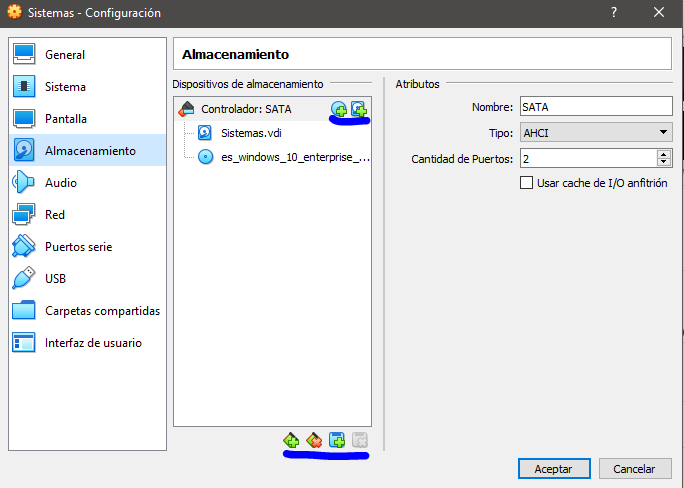 Sistemas - Configuración
?
General
Sistema
Pantalla
Almacenamiento
Audio
Red
Puertos serie
USB
Carpetas compartidas
Interfaz de usuario
Almacenamiento
Dispositivos de almacenamiento
Controlador: SATA
Sistemas.vdi
es_windows_10_enterprise_...
Atributos
Nombre: SATA
Tipo: AHCI
Cantidad de Puertos: 2
Usar cache de I/O anfitrión
Aceptar
Cancelar